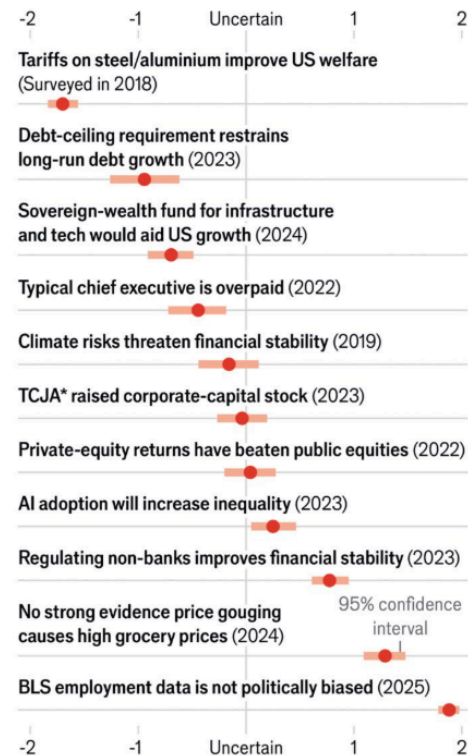 -2 -1 Uncertain 1 2
Tariffs on steel/aluminium improve US welfare
(Surveyed in 2018)
Debt-ceiling requirement restrains
long-run debt growth (2023)
Sovereign-wealth fund for infrastructure
and tech would aid US growth (2024)
Typical chief executive is overpaid (2022)
Climate risks threaten financial stability (2019)
TCJA* raised corporate-capital stock (2023)
Private-equity returns have beaten public equities (2022)
AI adoption will increase inequality (2023)
Regulating non-banks improves financial stability (2023)
No strong evidence price gouging
causes high grocery prices (2024)
95% confidence
interval
BLS employment data is not politically biased (2025)
-2 -1 Uncertain 1 2